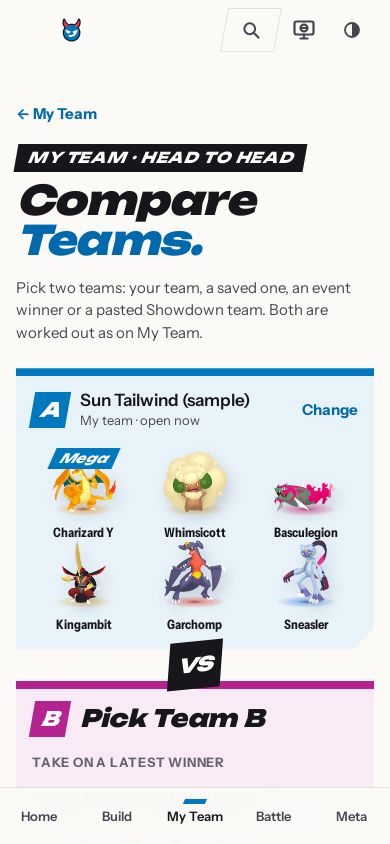 ← My Team
MY TEAM · HEAD TO HEAD
Compare
Teams.
Pick two teams: your team, a saved one, an event
winner or a pasted Showdown team. Both are
worked out as on My Team.
A
Sun Tailwind (sample)
My team · open now
Change
Mega
Charizard Y
Whimsicott
Basculegion
Kingambit
Garchomp
Sneasler
VS
B
Pick Team B
TAKE ON A LATEST WINNER
Home
Build
My Team
Battle
Meta